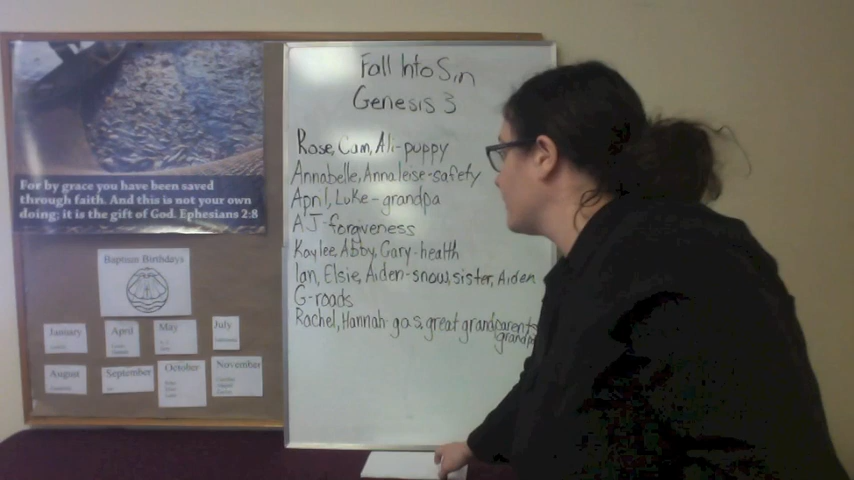 For by grace you have been saved
through faith. And this is not your own
doing; it is the gift of God. Ephesians 2:8
Baptism Birthdays
January
April
May
July
August
September
October
November
Fall Into Sin
Genesis 3
Rose, Cam, Ali-puppy
Annabelle, Annaleise-safety
April, Luke-grandpa
AJ-forgiveness
Kaylee, Abby, Gary-health
Ian, Elsie, Aiden-snow, sister, Aiden
G-roads
Rachel, Hannah-gas, great grandparents,